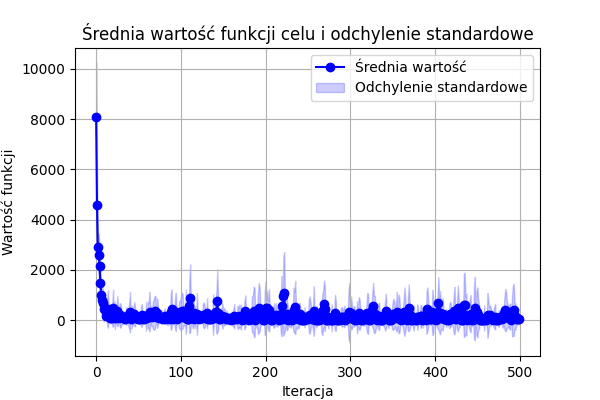 Średnia wartość funkcji celu i odchylenie standardowe
Średnia wartość
Odchylenie standardowe
Wartość funkcji
10000
8000
6000
4000
2000
0
0 100 200 300 400 500
Iteracja